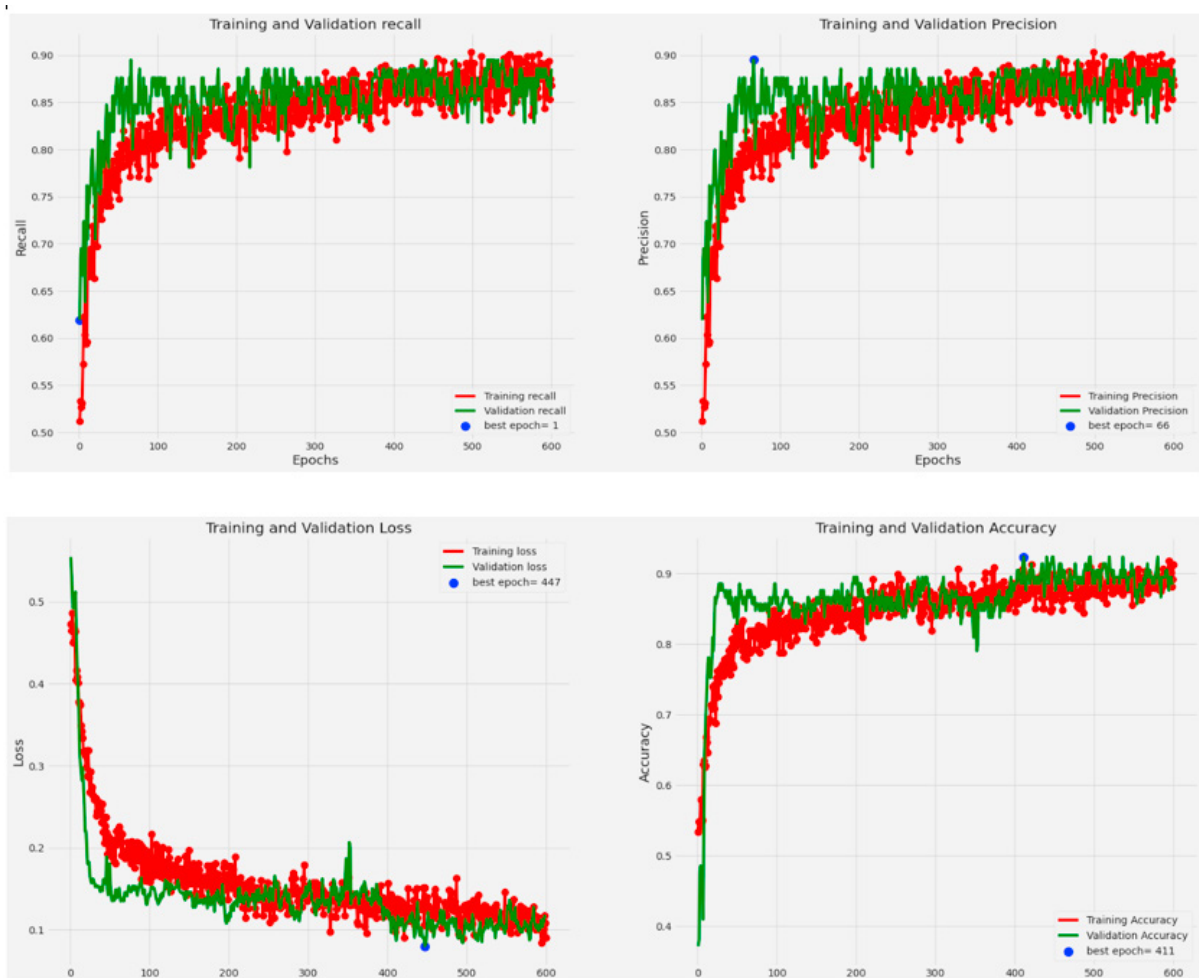 Training and Validation recall
0.90
0.85
0.80
0.75
0.70
0.65
0.60
0.55
0.50
Recall
0 100 200 300 400 500 600
Epochs
Training recall
Validation recall
best epoch= 1
Training and Validation Precision
0.90
0.85
0.80
0.75
0.70
0.65
0.60
0.55
0.50
Precision
0 100 200 300 400 500 600
Epochs
Training Precision
Validation Precision
best epoch= 66
Training and Validation Loss
0.5
0.4
0.3
0.2
0.1
Loss
0 100 200 300 400 500 600
Training loss
Validation loss
best epoch= 447
Training and Validation Accuracy
0.9
0.8
0.7
0.6
0.5
0.4
Accuracy
0 100 200 300 400 500 600
Training Accuracy
Validation Accuracy
best epoch= 411